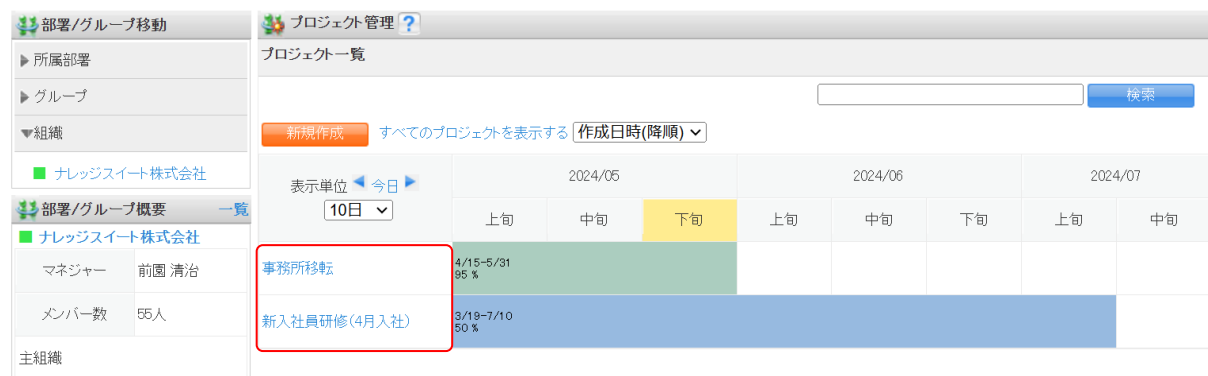 部署/グループ移動
▶所属部署
▶グループ
▼組織
ナレッジスイート株式会社
部署/グループ概要 一覧
ナレッジスイート株式会社
マネジャー 前園 清治
メンバー数 55人
主組織
プロジェクト管理 ?
プロジェクト一覧
検索
新規作成 すべてのプロジェクトを表示する 作成日時(降順)
表示単位 今日
10日
2024/05 2024/06 2024/07
上旬 中旬 下旬 上旬 中旬 下旬 上旬 中旬
事務所移転
4/15-5/31
95 %
新入社員研修(4月入社)
3/19-7/10
50 %